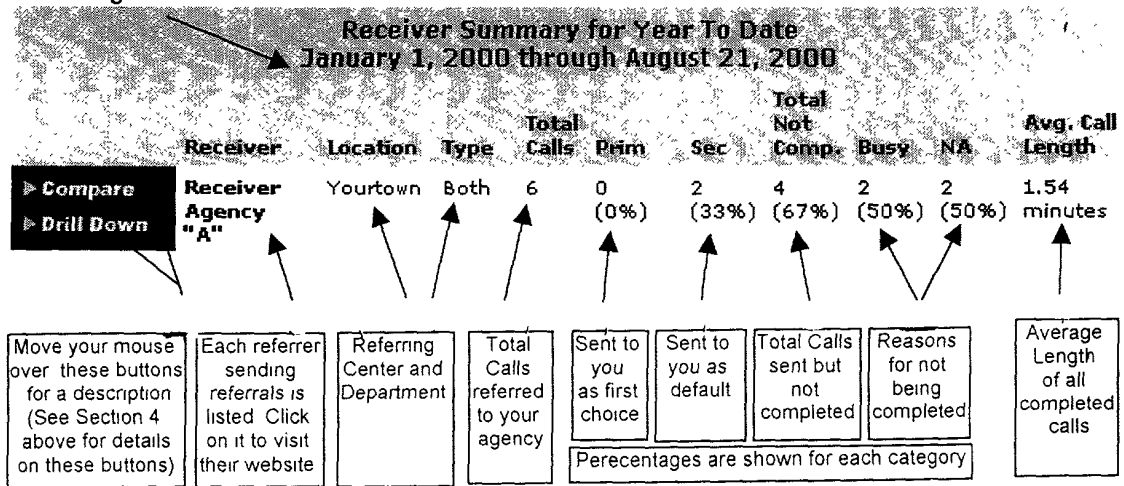 Receiver Summary for Year To Date
January 1, 2000 through August 21, 2000
Receiver Location Type Total Calls Prim Sec Total Not Comp. Busy NA Avg. Call Length
Compare
Drill Down
Receiver Agency "A"
Yourtown Both 6 0 (0%) 2 (33%) 4 (67%) 2 (50%) 2 (50%) 1.54 minutes
Move your mouse
over these buttons
for a description
(See Section 4
above for details
on these buttons)
Each referrer
sending
referrals is
listed Click
on it to visit
their website
Referring
Center and
Department
Total
Calls
referred
to your
agency
Sent to
you
as first
choice
Sent to
you as
default
Total Calls
sent but
not
completed
Reasons
for not
being
completed
Perecentages are shown for each category
Average
Length
of all
completed
calls